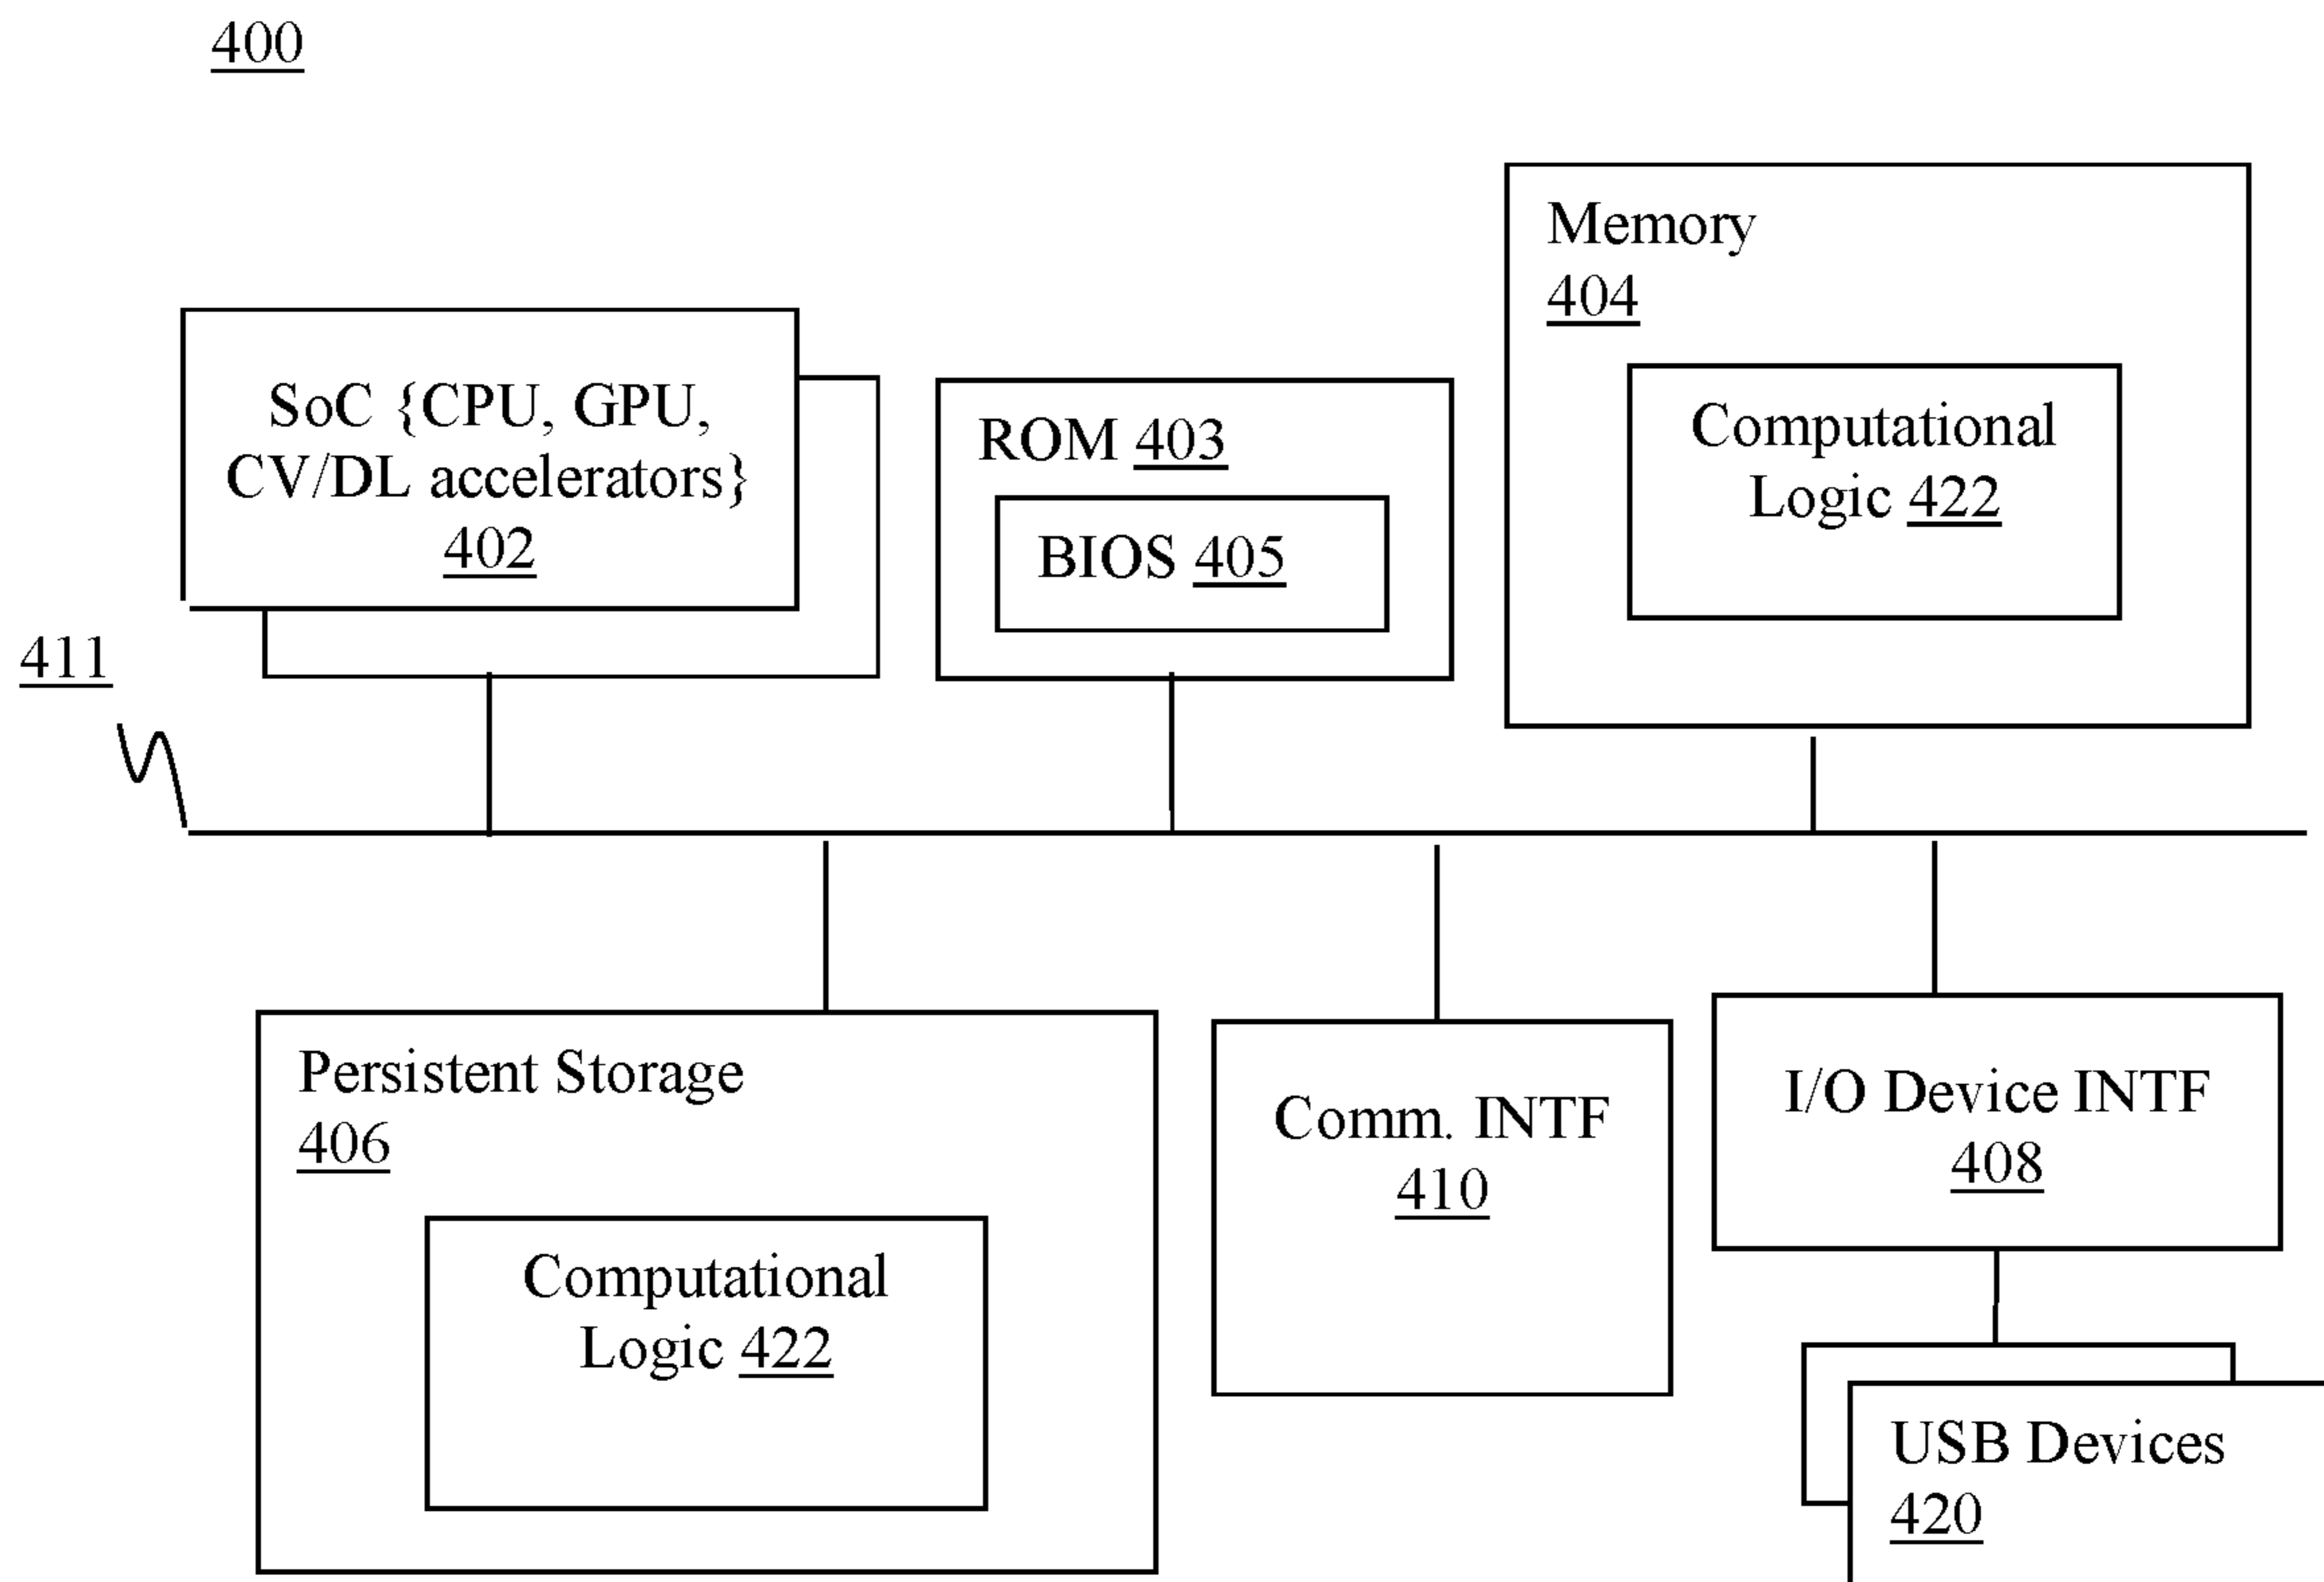 400
SoC {CPU, GPU,
CV/DL accelerators}
402
ROM 403
BIOS 405
Memory
404
Computational
Logic 422
411
Persistent Storage
406
Computational
Logic 422
Comm. INTF
410
I/O Device INTF
408
USB Devices
420